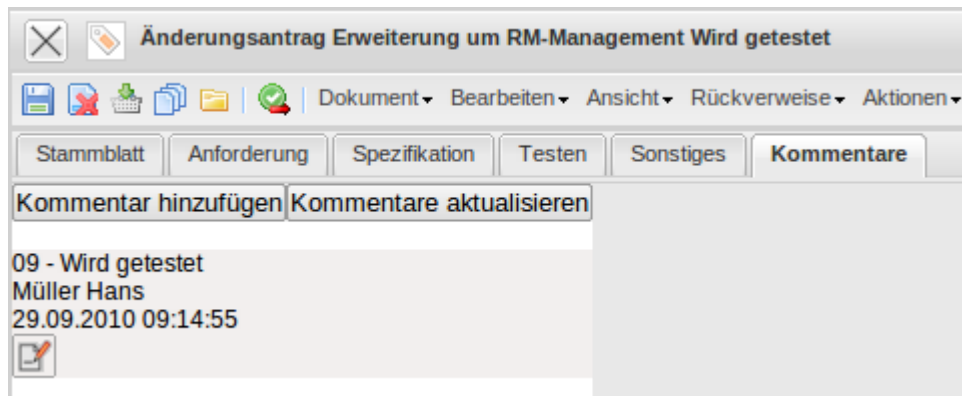 Änderungsantrag Erweiterung um RM-Management Wird getestet
Dokument Bearbeiten Ansicht Rückverweise Aktionen
Stammblatt Anforderung Spezifikation Testen Sonstiges Kommentare
Kommentar hinzufügen Kommentare aktualisieren
09 - Wird getestet
Müller Hans
29.09.2010 09:14:55